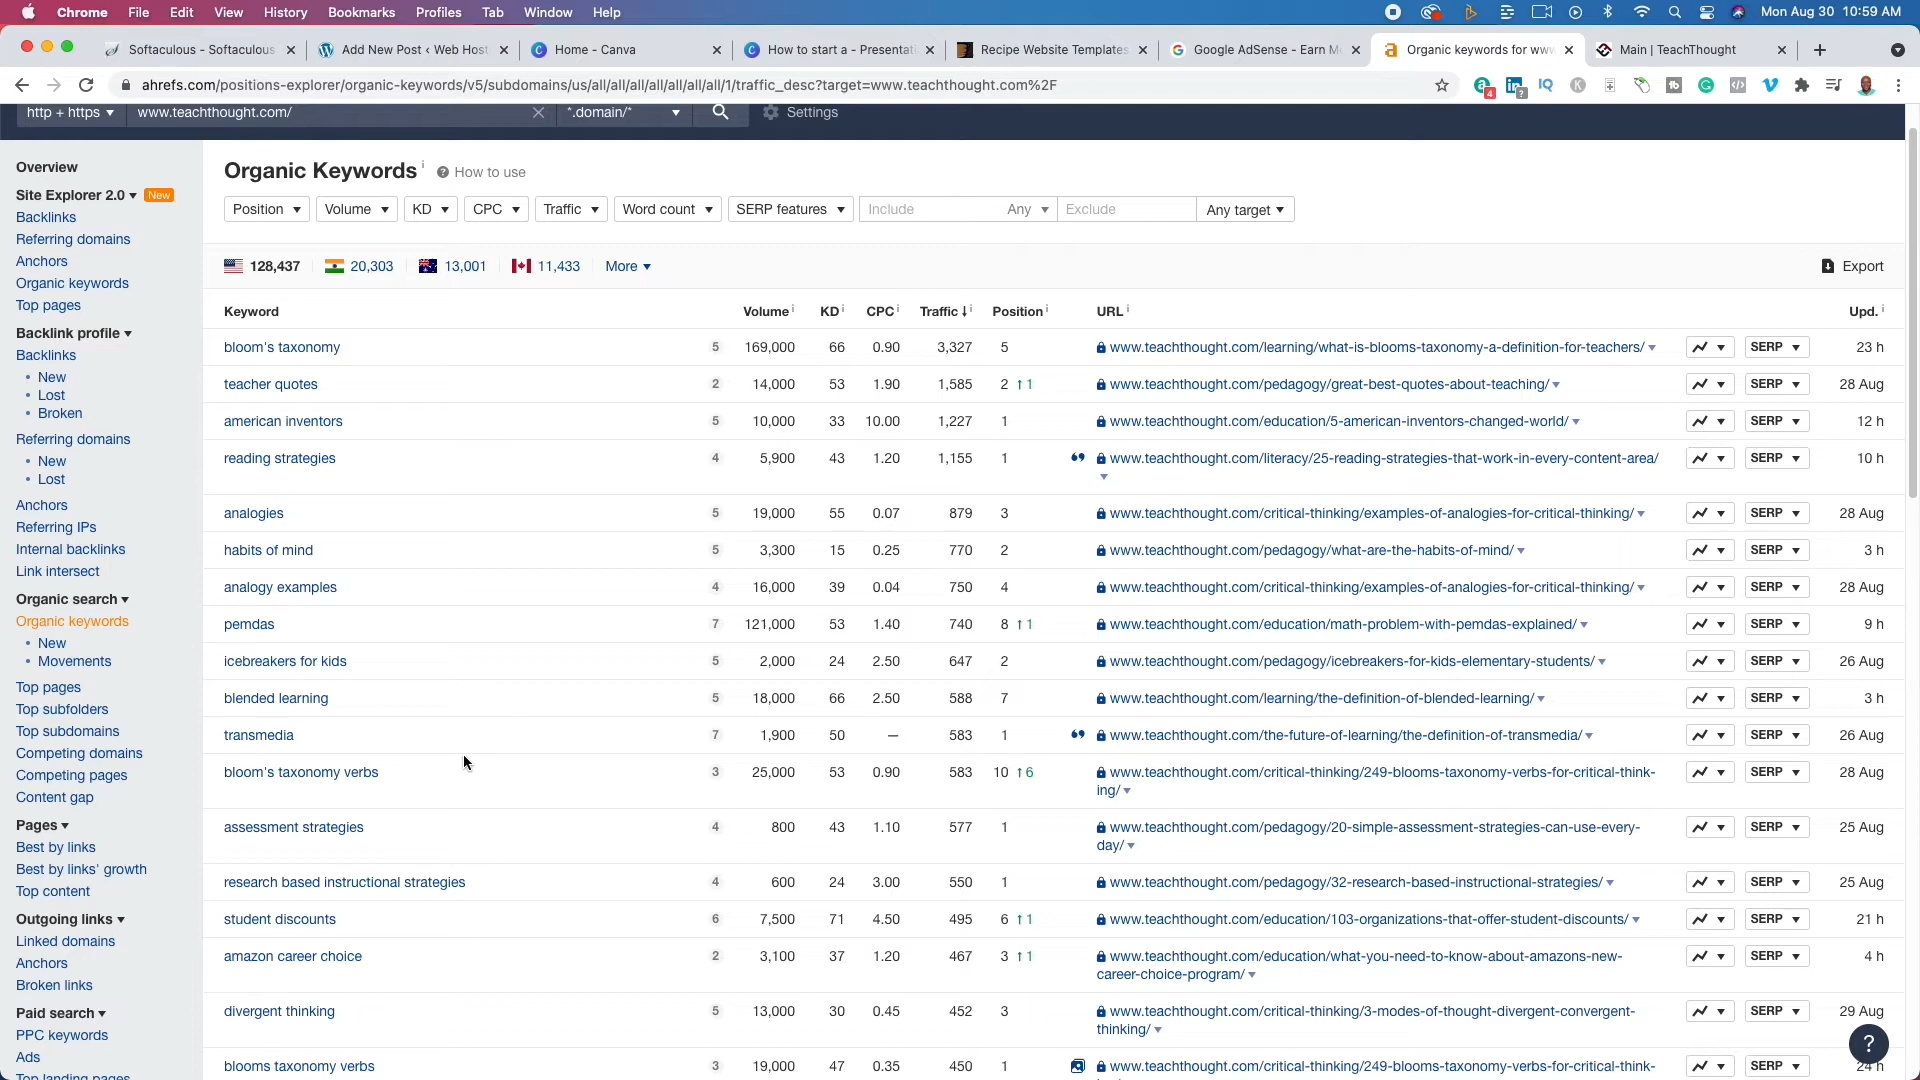 Chrome File Edit View History Bookmarks Profiles Tab Window Help Mon Aug 30 10:59 AM
Softaculous - Softaculous Add New Post ‹ Web Host Home - Canva How to start a - Presentati Recipe Website Templates Google AdSense - Earn M Organic keywords for www Main | TeachThought
ahrefs.com/positions-explorer/organic-keywords/v5/subdomains/us/all/all/all/all/all/all/all/1/traffic_desc?target=www.teachthought.com%2F
http + https www.teachthought.com/ *.domain/* Settings
Overview
Site Explorer 2.0 New
Backlinks
Referring domains
Anchors
Organic keywords
Top pages
Backlink profile
Backlinks
• New
• Lost
• Broken
Referring domains
• New
• Lost
Anchors
Referring IPs
Internal backlinks
Link intersect
Organic search
Organic keywords
• New
• Movements
Top pages
Top subfolders
Top subdomains
Competing domains
Competing pages
Content gap
Pages
Best by links
Best by links' growth
Top content
Outgoing links
Linked domains
Anchors
Broken links
Paid search
PPC keywords
Ads
Top landing pages
Organic Keywords i ? How to use
Position Volume KD CPC Traffic Word count SERP features Include Any Exclude Any target
128,437 20,303 13,001 11,433 More Export
Keyword Volume i KD i CPC i Traffic ↓ i Position i URL i Upd. i
bloom's taxonomy 5 169,000 66 0.90 3,327 5 www.teachthought.com/learning/what-is-blooms-taxonomy-a-definition-for-teachers/ SERP 23 h
teacher quotes 2 14,000 53 1.90 1,585 2 ↑1 www.teachthought.com/pedagogy/great-best-quotes-about-teaching/ SERP 28 Aug
american inventors 5 10,000 33 10.00 1,227 1 www.teachthought.com/education/5-american-inventors-changed-world/ SERP 12 h
reading strategies 4 5,900 43 1.20 1,155 1 www.teachthought.com/literacy/25-reading-strategies-that-work-in-every-content-area/ SERP 10 h
analogies 5 19,000 55 0.07 879 3 www.teachthought.com/critical-thinking/examples-of-analogies-for-critical-thinking/ SERP 28 Aug
habits of mind 5 3,300 15 0.25 770 2 www.teachthought.com/pedagogy/what-are-the-habits-of-mind/ SERP 3 h
analogy examples 4 16,000 39 0.04 750 4 www.teachthought.com/critical-thinking/examples-of-analogies-for-critical-thinking/ SERP 28 Aug
pemdas 7 121,000 53 1.40 740 8 ↑1 www.teachthought.com/education/math-problem-with-pemdas-explained/ SERP 9 h
icebreakers for kids 5 2,000 24 2.50 647 2 www.teachthought.com/pedagogy/icebreakers-for-kids-elementary-students/ SERP 26 Aug
blended learning 5 18,000 66 2.50 588 7 www.teachthought.com/learning/the-definition-of-blended-learning/ SERP 3 h
transmedia 7 1,900 50 — 583 1 www.teachthought.com/the-future-of-learning/the-definition-of-transmedia/ SERP 26 Aug
bloom's taxonomy verbs 3 25,000 53 0.90 583 10 ↑6 www.teachthought.com/critical-thinking/249-blooms-taxonomy-verbs-for-critical-think- SERP 28 Aug
ing/
assessment strategies 4 800 43 1.10 577 1 www.teachthought.com/pedagogy/20-simple-assessment-strategies-can-use-every- SERP 25 Aug
day/
research based instructional strategies 4 600 24 3.00 550 1 www.teachthought.com/pedagogy/32-research-based-instructional-strategies/ SERP 25 Aug
student discounts 6 7,500 71 4.50 495 6 ↑1 www.teachthought.com/education/103-organizations-that-offer-student-discounts/ SERP 21 h
amazon career choice 2 3,100 37 1.20 467 3 ↑1 www.teachthought.com/education/what-you-need-to-know-about-amazons-new- SERP 4 h
career-choice-program/
divergent thinking 5 13,000 30 0.45 452 3 www.teachthought.com/critical-thinking/3-modes-of-thought-divergent-convergent- SERP 29 Aug
thinking/
blooms taxonomy verbs 3 19,000 47 0.35 450 1 www.teachthought.com/critical-thinking/249-blooms-taxonomy-verbs-for-critical-think- SERP 24 h
?